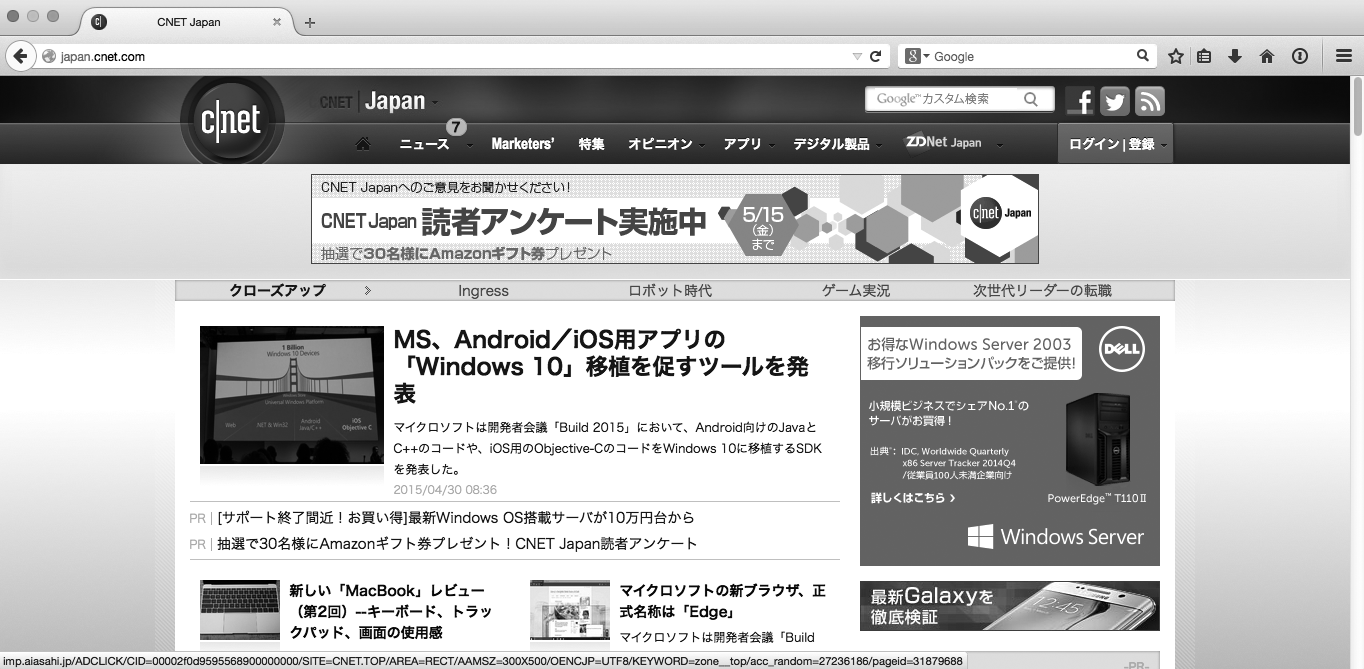 CNET Japan
japan.cnet.com
Google
c|net
CNET Japan
Google™カスタム検索
ニュース
7
Marketers'
特集
オピニオン
アプリ
デジタル製品
ZDNet Japan
ログイン | 登録
CNET Japanへのご意見をお聞かせください!
CNET Japan 読者アンケート実施中
抽選で30名様にAmazonギフト券プレゼント
5/15
(金)
まで
c|net Japan
クローズアップ
Ingress
ロボット時代
ゲーム実況
次世代リーダーの転職
1 Billion
Windows 10 Devices
Universal Windows Platform
Web
.NET & Win32
Android
Java/C++
iOS
Objective C
MS、Android／iOS用アプリの
「Windows 10」移植を促すツールを発
表
マイクロソフトは開発者会議「Build 2015」において、Android向けのJavaと
C++のコードや、iOS用のObjective-CのコードをWindows 10に移植するSDK
を発表した。
2015/04/30 08:36
PR | [サポート終了間近！お買い得]最新Windows OS搭載サーバが10万円台から
PR | 抽選で30名様にAmazonギフト券プレゼント！CNET Japan読者アンケート
新しい「MacBook」レビュー
（第2回）--キーボード、トラッ
クパッド、画面の使用感
マイクロソフトの新ブラウザ、正
式名称は「Edge」
マイクロソフトは開発者会議「Build
お得なWindows Server 2003
移行ソリューションパックをご提供!
DELL
小規模ビジネスでシェアNo.1※の
サーバがお買得！
出典※：IDC, Worldwide Quarterly
x86 Server Tracker 2014Q4
/従業員100人未満企業向け
詳しくはこちら
PowerEdge™ T110 II
Windows Server
最新Galaxyを
徹底検証
12:45
-PR-
imp.aiasahi.jp/ADCLICK/CID=00002f0d9595568900000000/SITE=CNET.TOP/AREA=RECT/AAMSZ=300X500/OENCJP=UTF8/KEYWORD=zone__top/acc_random=27236186/pageid=31879688